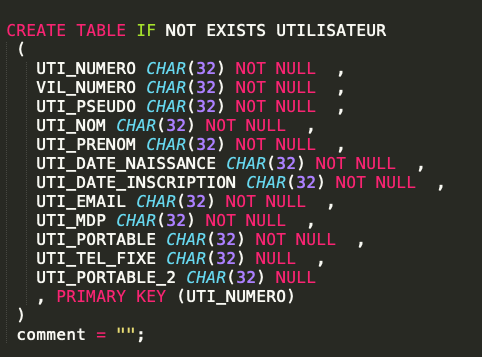 CREATE TABLE IF NOT EXISTS UTILISATEUR
(
UTI_NUMERO CHAR(32) NOT NULL ,
VIL_NUMERO CHAR(32) NOT NULL ,
UTI_PSEUDO CHAR(32) NOT NULL ,
UTI_NOM CHAR(32) NOT NULL ,
UTI_PRENOM CHAR(32) NOT NULL ,
UTI_DATE_NAISSANCE CHAR(32) NOT NULL ,
UTI_DATE_INSCRIPTION CHAR(32) NOT NULL ,
UTI_EMAIL CHAR(32) NOT NULL ,
UTI_MDP CHAR(32) NOT NULL ,
UTI_PORTABLE CHAR(32) NOT NULL ,
UTI_TEL_FIXE CHAR(32) NULL ,
UTI_PORTABLE_2 CHAR(32) NULL
, PRIMARY KEY (UTI_NUMERO)
)
comment = "";